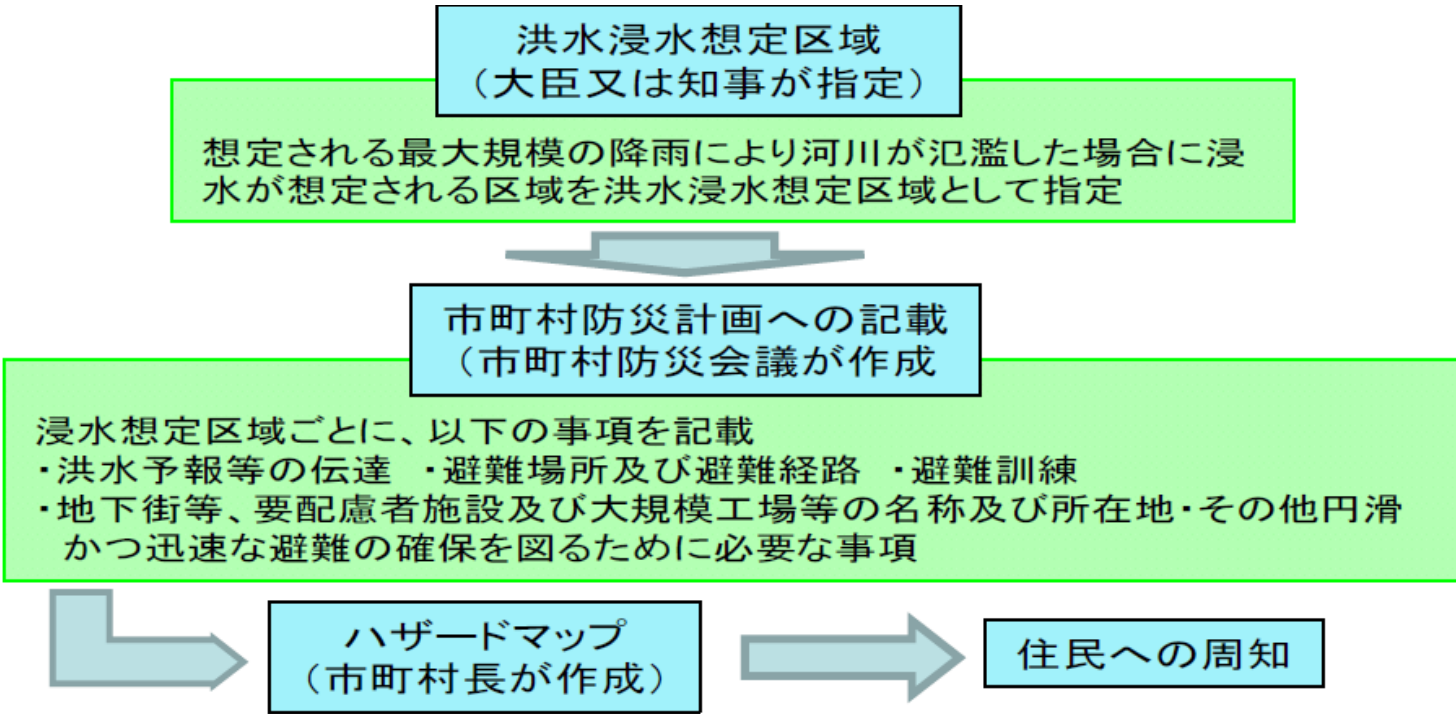 洪水浸水想定区域
（大臣又は知事が指定）
想定される最大規模の降雨により河川が氾濫した場合に浸
水が想定される区域を洪水浸水想定区域として指定
市町村防災計画への記載
（市町村防災会議が作成
浸水想定区域ごとに、以下の事項を記載
・洪水予報等の伝達　・避難場所及び避難経路　・避難訓練
・地下街等、要配慮者施設及び大規模工場等の名称及び所在地・その他円滑
かつ迅速な避難の確保を図るために必要な事項
ハザードマップ
（市町村長が作成）
住民への周知